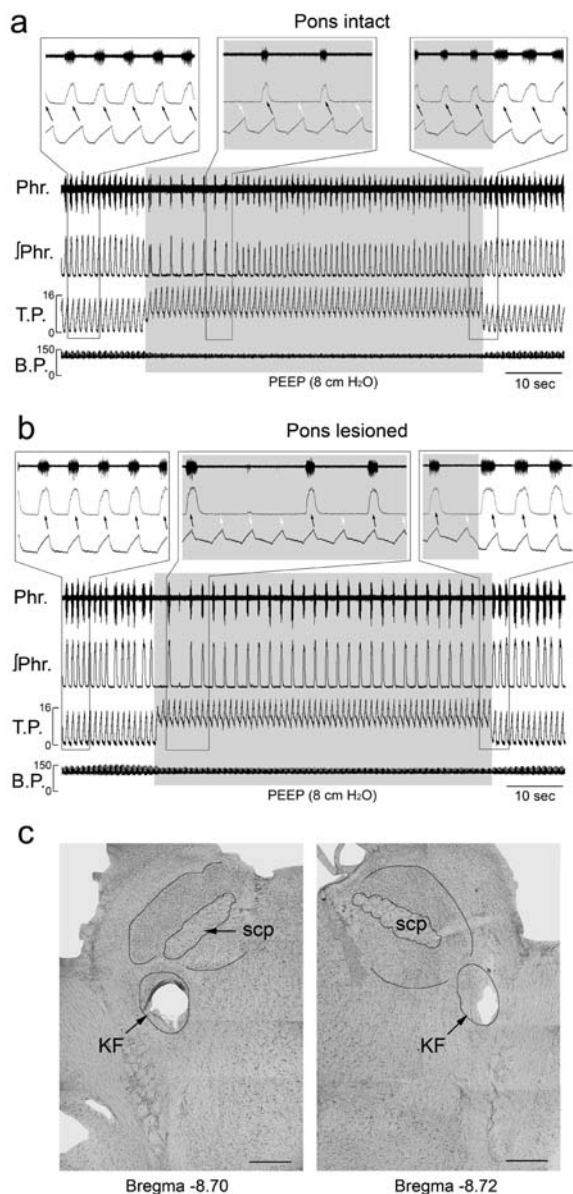 a
Pons intact
Phr.
∫Phr.
16
T.P.
0
150
B.P.
0
PEEP (8 cm H₂O)
10 sec
b
Pons lesioned
Phr.
∫Phr.
16
T.P.
0
150
B.P.
0
PEEP (8 cm H₂O)
10 sec
c
scp
scp
KF
KF
Bregma -8.70
Bregma -8.72